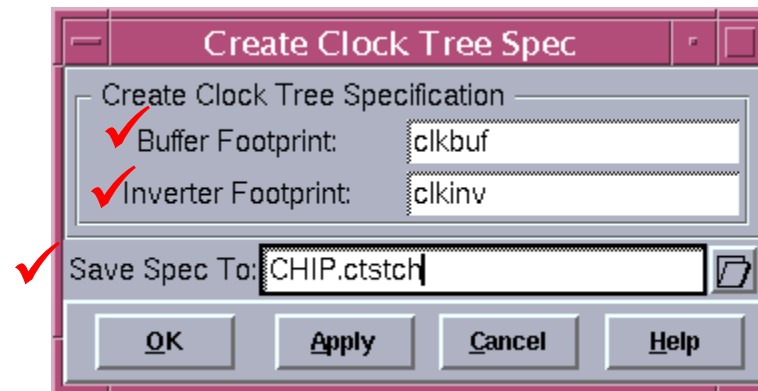 Create Clock Tree Spec
Create Clock Tree Specification
Buffer Footprint: clkbuf
Inverter Footprint: clkinv
Save Spec To: CHIP.ctstch
OK Apply Cancel Help